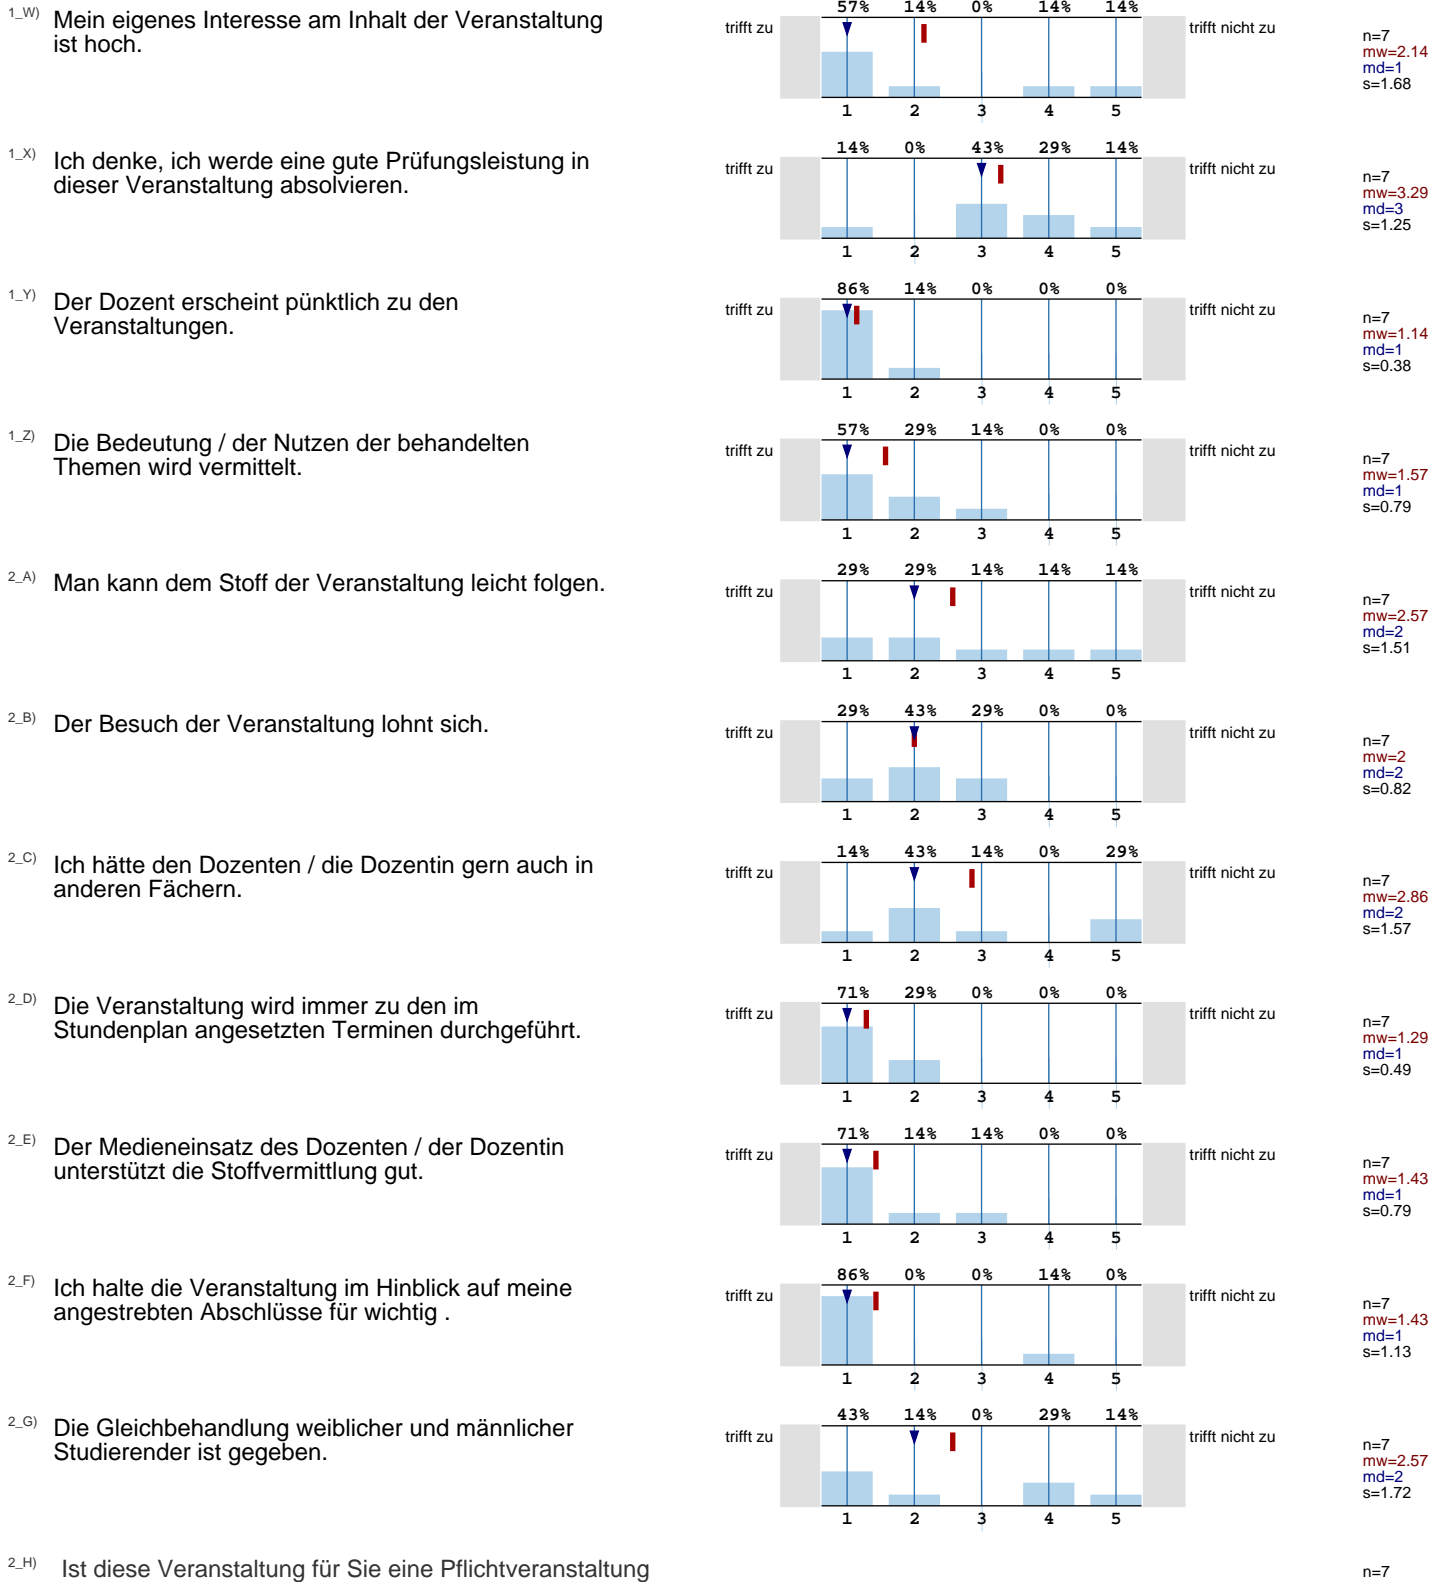 1_W) Mein eigenes Interesse am Inhalt der Veranstaltung
ist hoch.
57% 14% 0% 14% 14%
trifft zu trifft nicht zu
n=7
mw=2.14
md=1
s=1.68
1 2 3 4 5
1_X) Ich denke, ich werde eine gute Prüfungsleistung in
dieser Veranstaltung absolvieren.
14% 0% 43% 29% 14%
trifft zu trifft nicht zu
n=7
mw=3.29
md=3
s=1.25
1 2 3 4 5
1_Y) Der Dozent erscheint pünktlich zu den
Veranstaltungen.
86% 14% 0% 0% 0%
trifft zu trifft nicht zu
n=7
mw=1.14
md=1
s=0.38
1 2 3 4 5
1_Z) Die Bedeutung / der Nutzen der behandelten
Themen wird vermittelt.
57% 29% 14% 0% 0%
trifft zu trifft nicht zu
n=7
mw=1.57
md=1
s=0.79
1 2 3 4 5
2_A) Man kann dem Stoff der Veranstaltung leicht folgen.
29% 29% 14% 14% 14%
trifft zu trifft nicht zu
n=7
mw=2.57
md=2
s=1.51
1 2 3 4 5
2_B) Der Besuch der Veranstaltung lohnt sich.
29% 43% 29% 0% 0%
trifft zu trifft nicht zu
n=7
mw=2
md=2
s=0.82
1 2 3 4 5
2_C) Ich hätte den Dozenten / die Dozentin gern auch in
anderen Fächern.
14% 43% 14% 0% 29%
trifft zu trifft nicht zu
n=7
mw=2.86
md=2
s=1.57
1 2 3 4 5
2_D) Die Veranstaltung wird immer zu den im
Stundenplan angesetzten Terminen durchgeführt.
71% 29% 0% 0% 0%
trifft zu trifft nicht zu
n=7
mw=1.29
md=1
s=0.49
1 2 3 4 5
2_E) Der Medieneinsatz des Dozenten / der Dozentin
unterstützt die Stoffvermittlung gut.
71% 14% 14% 0% 0%
trifft zu trifft nicht zu
n=7
mw=1.43
md=1
s=0.79
1 2 3 4 5
2_F) Ich halte die Veranstaltung im Hinblick auf meine
angestrebten Abschlüsse für wichtig .
86% 0% 0% 14% 0%
trifft zu trifft nicht zu
n=7
mw=1.43
md=1
s=1.13
1 2 3 4 5
2_G) Die Gleichbehandlung weiblicher und männlicher
Studierender ist gegeben.
43% 14% 0% 29% 14%
trifft zu trifft nicht zu
n=7
mw=2.57
md=2
s=1.72
1 2 3 4 5
2_H) Ist diese Veranstaltung für Sie eine Pflichtveranstaltung
n=7